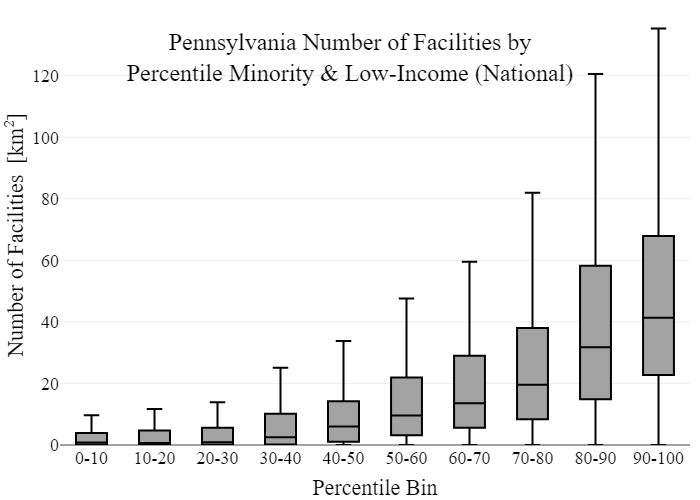 Pennsylvania Number of Facilities by
Percentile Minority & Low-Income (National)
Number of Facilities [km²]
120
100
80
60
40
20
0
0-10 10-20 20-30 30-40 40-50 50-60 60-70 70-80 80-90 90-100
Percentile Bin